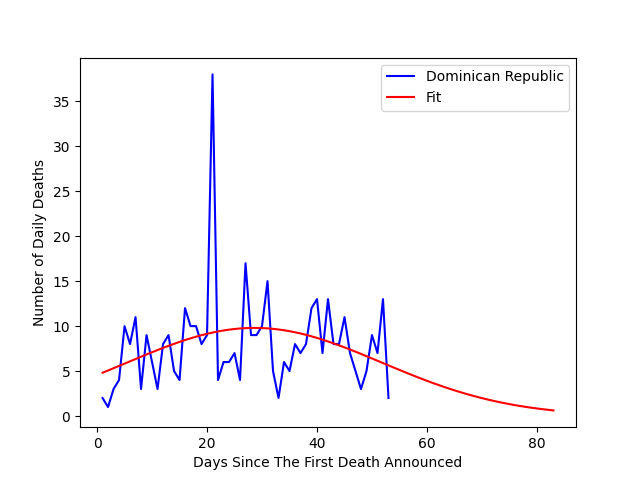 Dominican Republic
Fit
35
30
25
20
15
10
5
0
Number of Daily Deaths
0 20 40 60 80
Days Since The First Death Announced